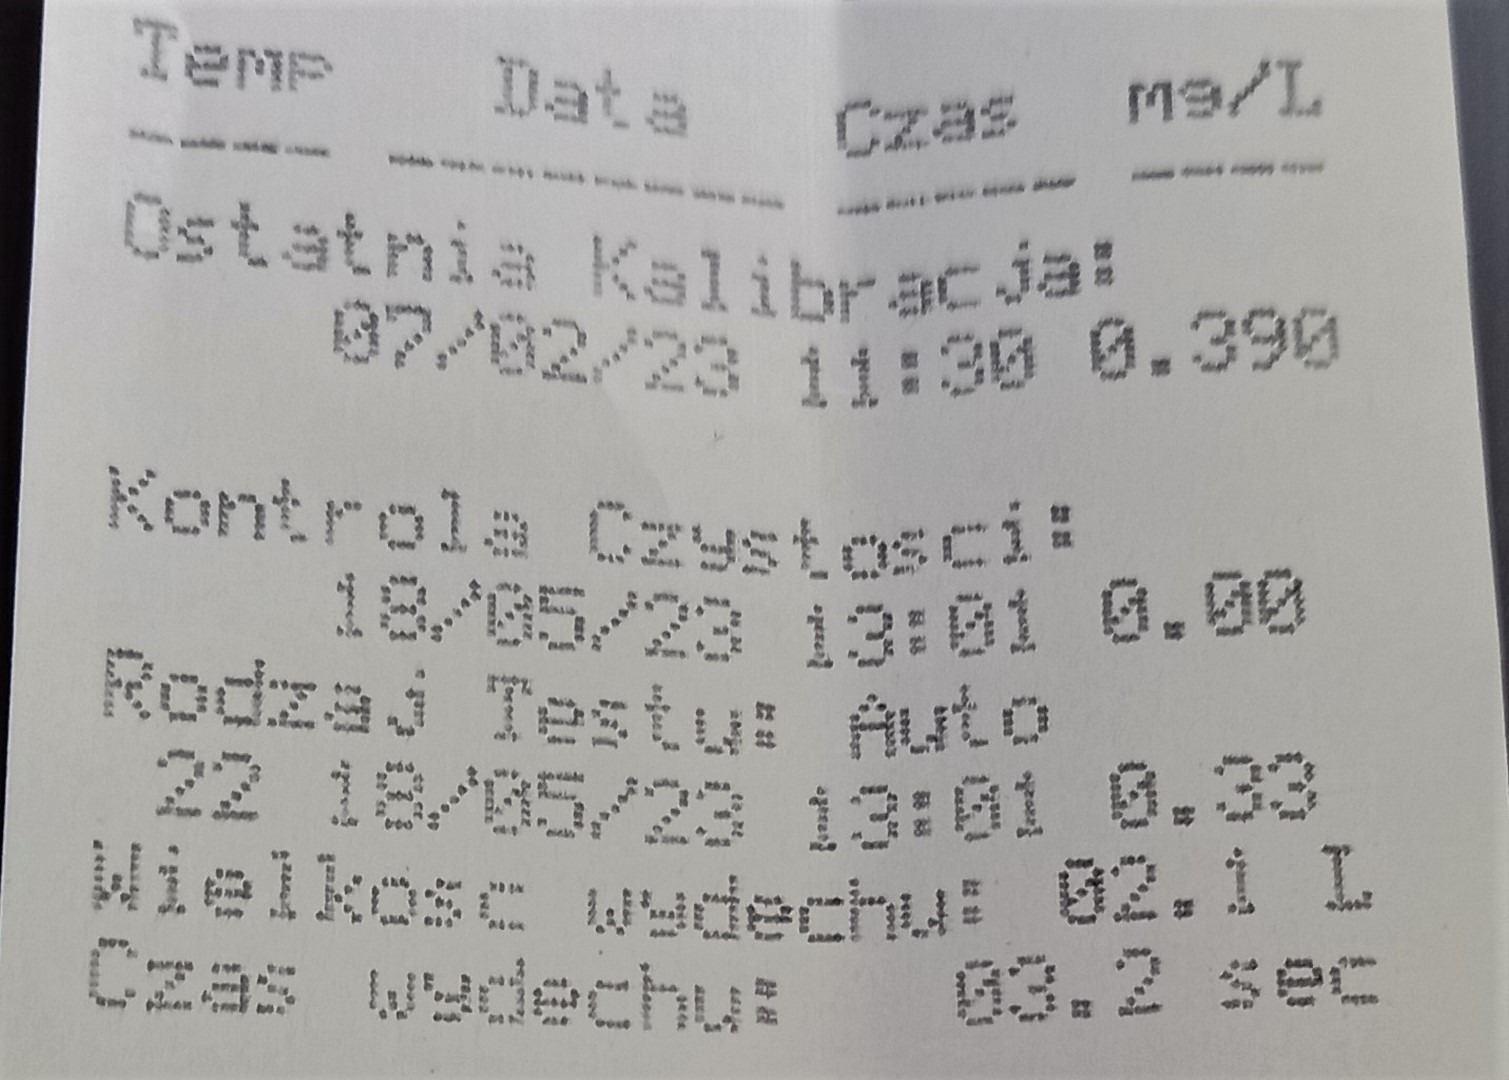 Temp Data Czas Mg/L
---- -------- ----- ----
Ostatnia Kalibracja:
07/02/23 11:30 0.390
Kontrola Czystosci:
18/05/23 13:01 0.00
Rodzaj Testu: Auto
22 18/05/23 13:01 0.33
Wielkosc wydechu: 02.1 l
Czas wydechu: 03.2 sec